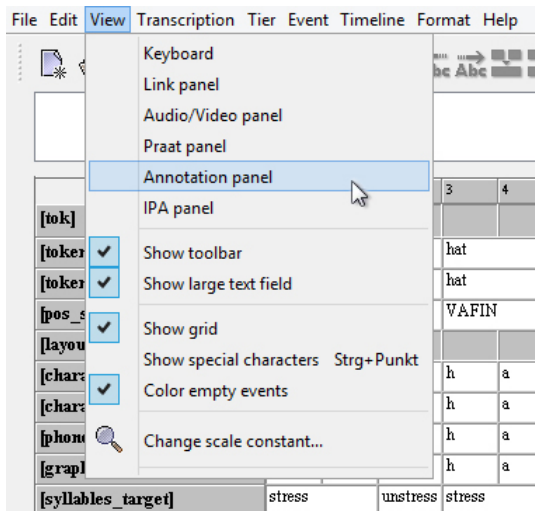 File Edit View Transcription Tier Event Timeline Format Help
Keyboard
Abc
Link panel
Audio/Video panel
Praat panel
Annotation panel
3 4
IPA panel
[tok]
Show toolbar
hat
Show large text field
hat
VAFIN
Show grid
Show special characters Strg+Punkt
h a
Color empty events
h a
h a
Change scale constant...
h a
[syllables_target] stress unstress stress